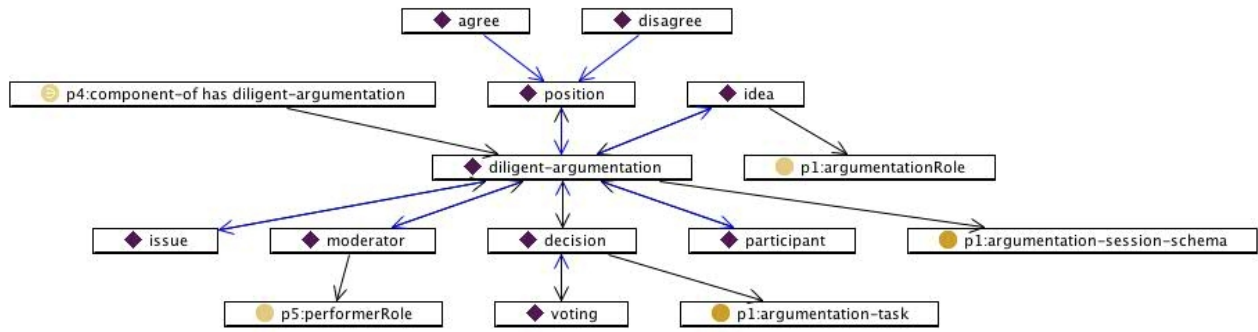 agree
disagree
p4:component-of has diligent-argumentation
position
idea
diligent-argumentation
p1:argumentationRole
issue
moderator
decision
participant
p1:argumentation-session-schema
p5:performerRole
voting
p1:argumentation-task